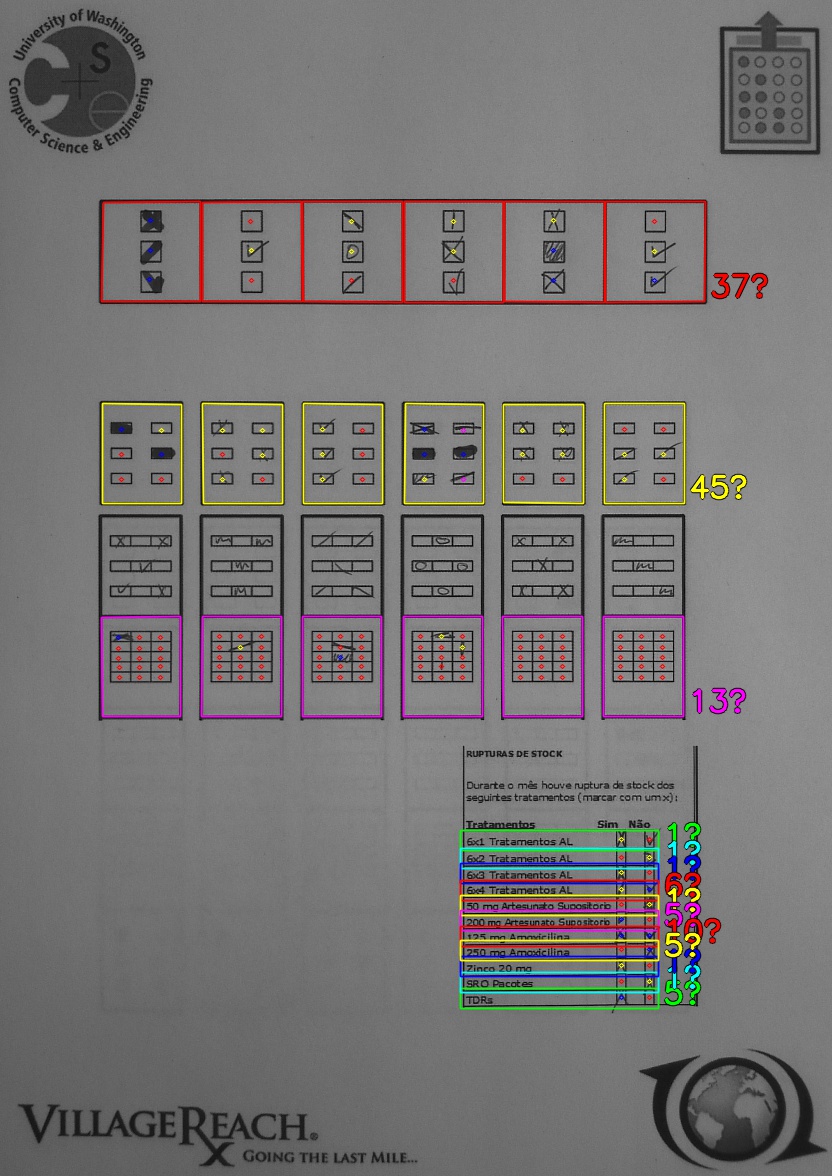 University of Washington
Computer Science & Engineering
CSe
37?
45?
13?
RUPTURAS DE STOCK
Durante o mês houve ruptura de stock dos
seguintes tratamentos (marcar com um x):
Tratamentos Sim Não
6x1 Tratamentos AL 1?
6x2 Tratamentos AL 1?
6x3 Tratamentos AL 1?
6x4 Tratamentos AL 6?
50 mg Artesunato Supositorio 1?
200 mg Artesunato Supositorio 5?
125 mg Amoxicilina 10?
250 mg Amoxicilina 5?
Zinco 20 mg 1?
SRO Pacotes 1?
TDRs 5?
VILLAGEREACH®
GOING THE LAST MILE...